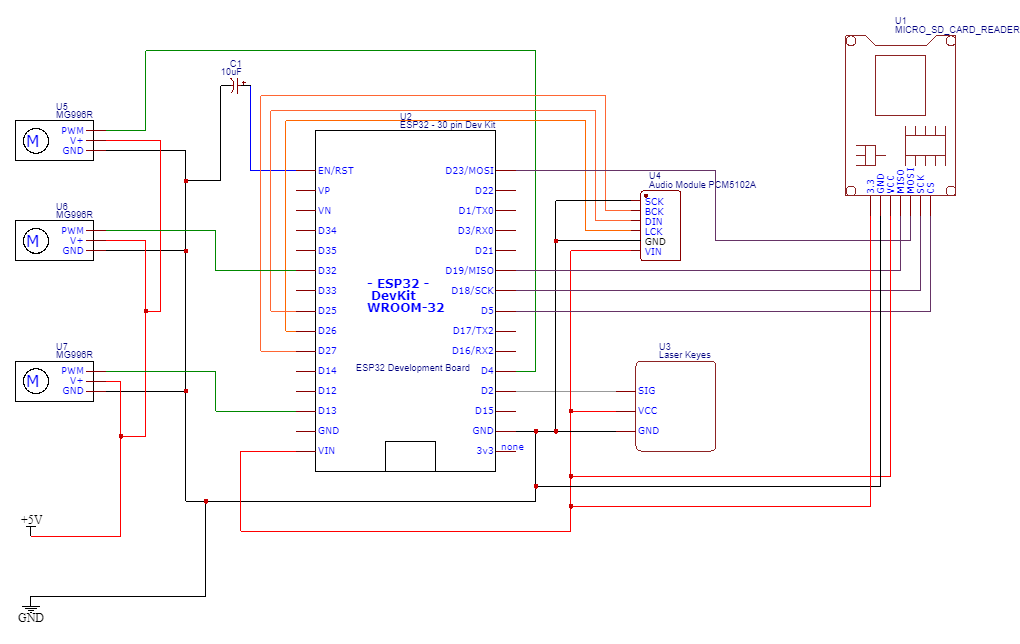 U1
MICRO_SD_CARD_READER
3.3
GND
VCC
MISO
MOSI
SCK
CS
C1
10uF
+
U5
MG996R
M
PWM
V+
GND
U6
MG996R
M
PWM
V+
GND
U7
MG996R
M
PWM
V+
GND
+5V
GND
U2
ESP32 - 30 pin Dev Kit
EN/RST
VP
VN
D34
D35
D32
D33
D25
D26
D27
D14
D12
D13
GND
VIN
- ESP32 -
DevKit
WROOM-32
ESP32 Development Board
D23/MOSI
D22
D1/TX0
D3/RX0
D21
D19/MISO
D18/SCK
D5
D17/TX2
D16/RX2
D4
D2
D15
GND
3v3
none
U4
Audio Module PCM5102A
SCK
BCK
DIN
LCK
GND
VIN
U3
Laser Keyes
SIG
VCC
GND